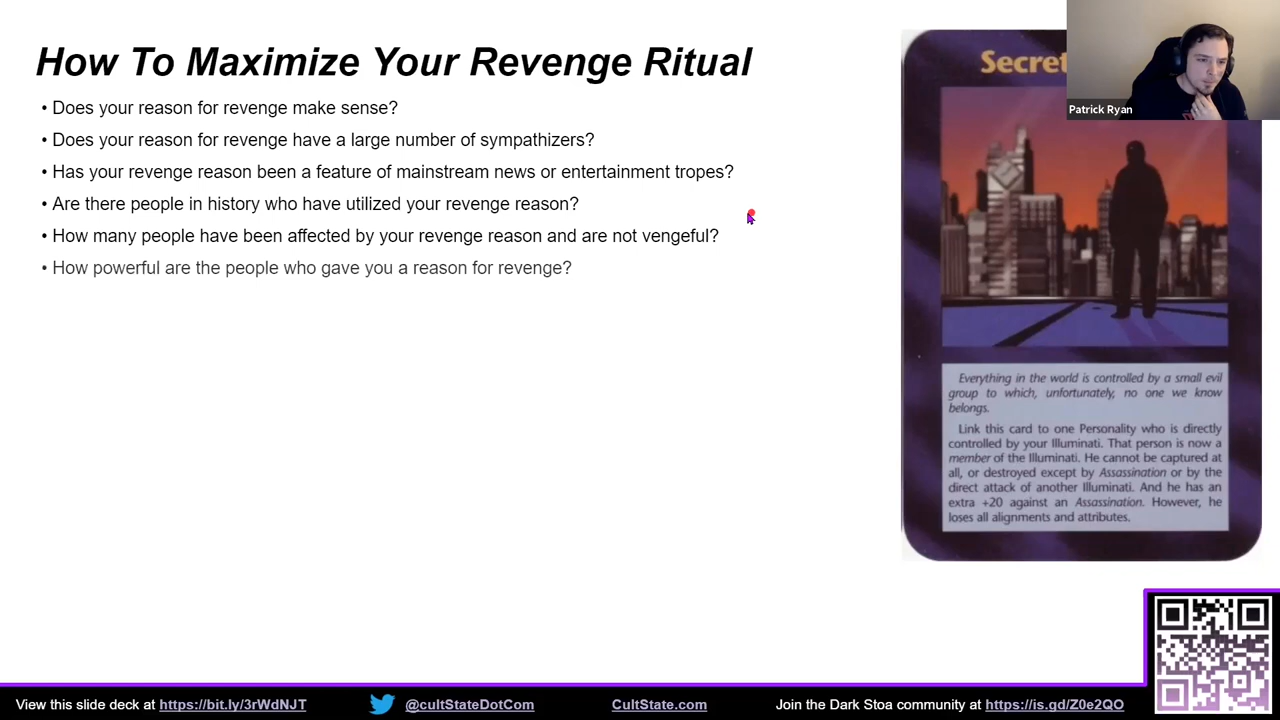 How To Maximize Your Revenge Ritual
• Does your reason for revenge make sense?
• Does your reason for revenge have a large number of sympathizers?
• Has your revenge reason been a feature of mainstream news or entertainment tropes?
• Are there people in history who have utilized your revenge reason?
• How many people have been affected by your revenge reason and are not vengeful?
• How powerful are the people who gave you a reason for revenge?
Secret
Patrick Ryan
Everything in the world is controlled by a small evil
group to which, unfortunately, no one we know
belongs.
Link this card to one Personality who is directly
controlled by your Illuminati. That person is now a
member of the Illuminati. He cannot be captured at
all, or destroyed except by Assassination or by the
direct attack of another Illuminati. And he has an
extra +20 against an Assassination. However, he
loses all alignments and attributes.
View this slide deck at https://bit.ly/3rWdNJT
@cultStateDotCom
CultState.com
Join the Dark Stoa community at https://is.gd/Z0e2QO